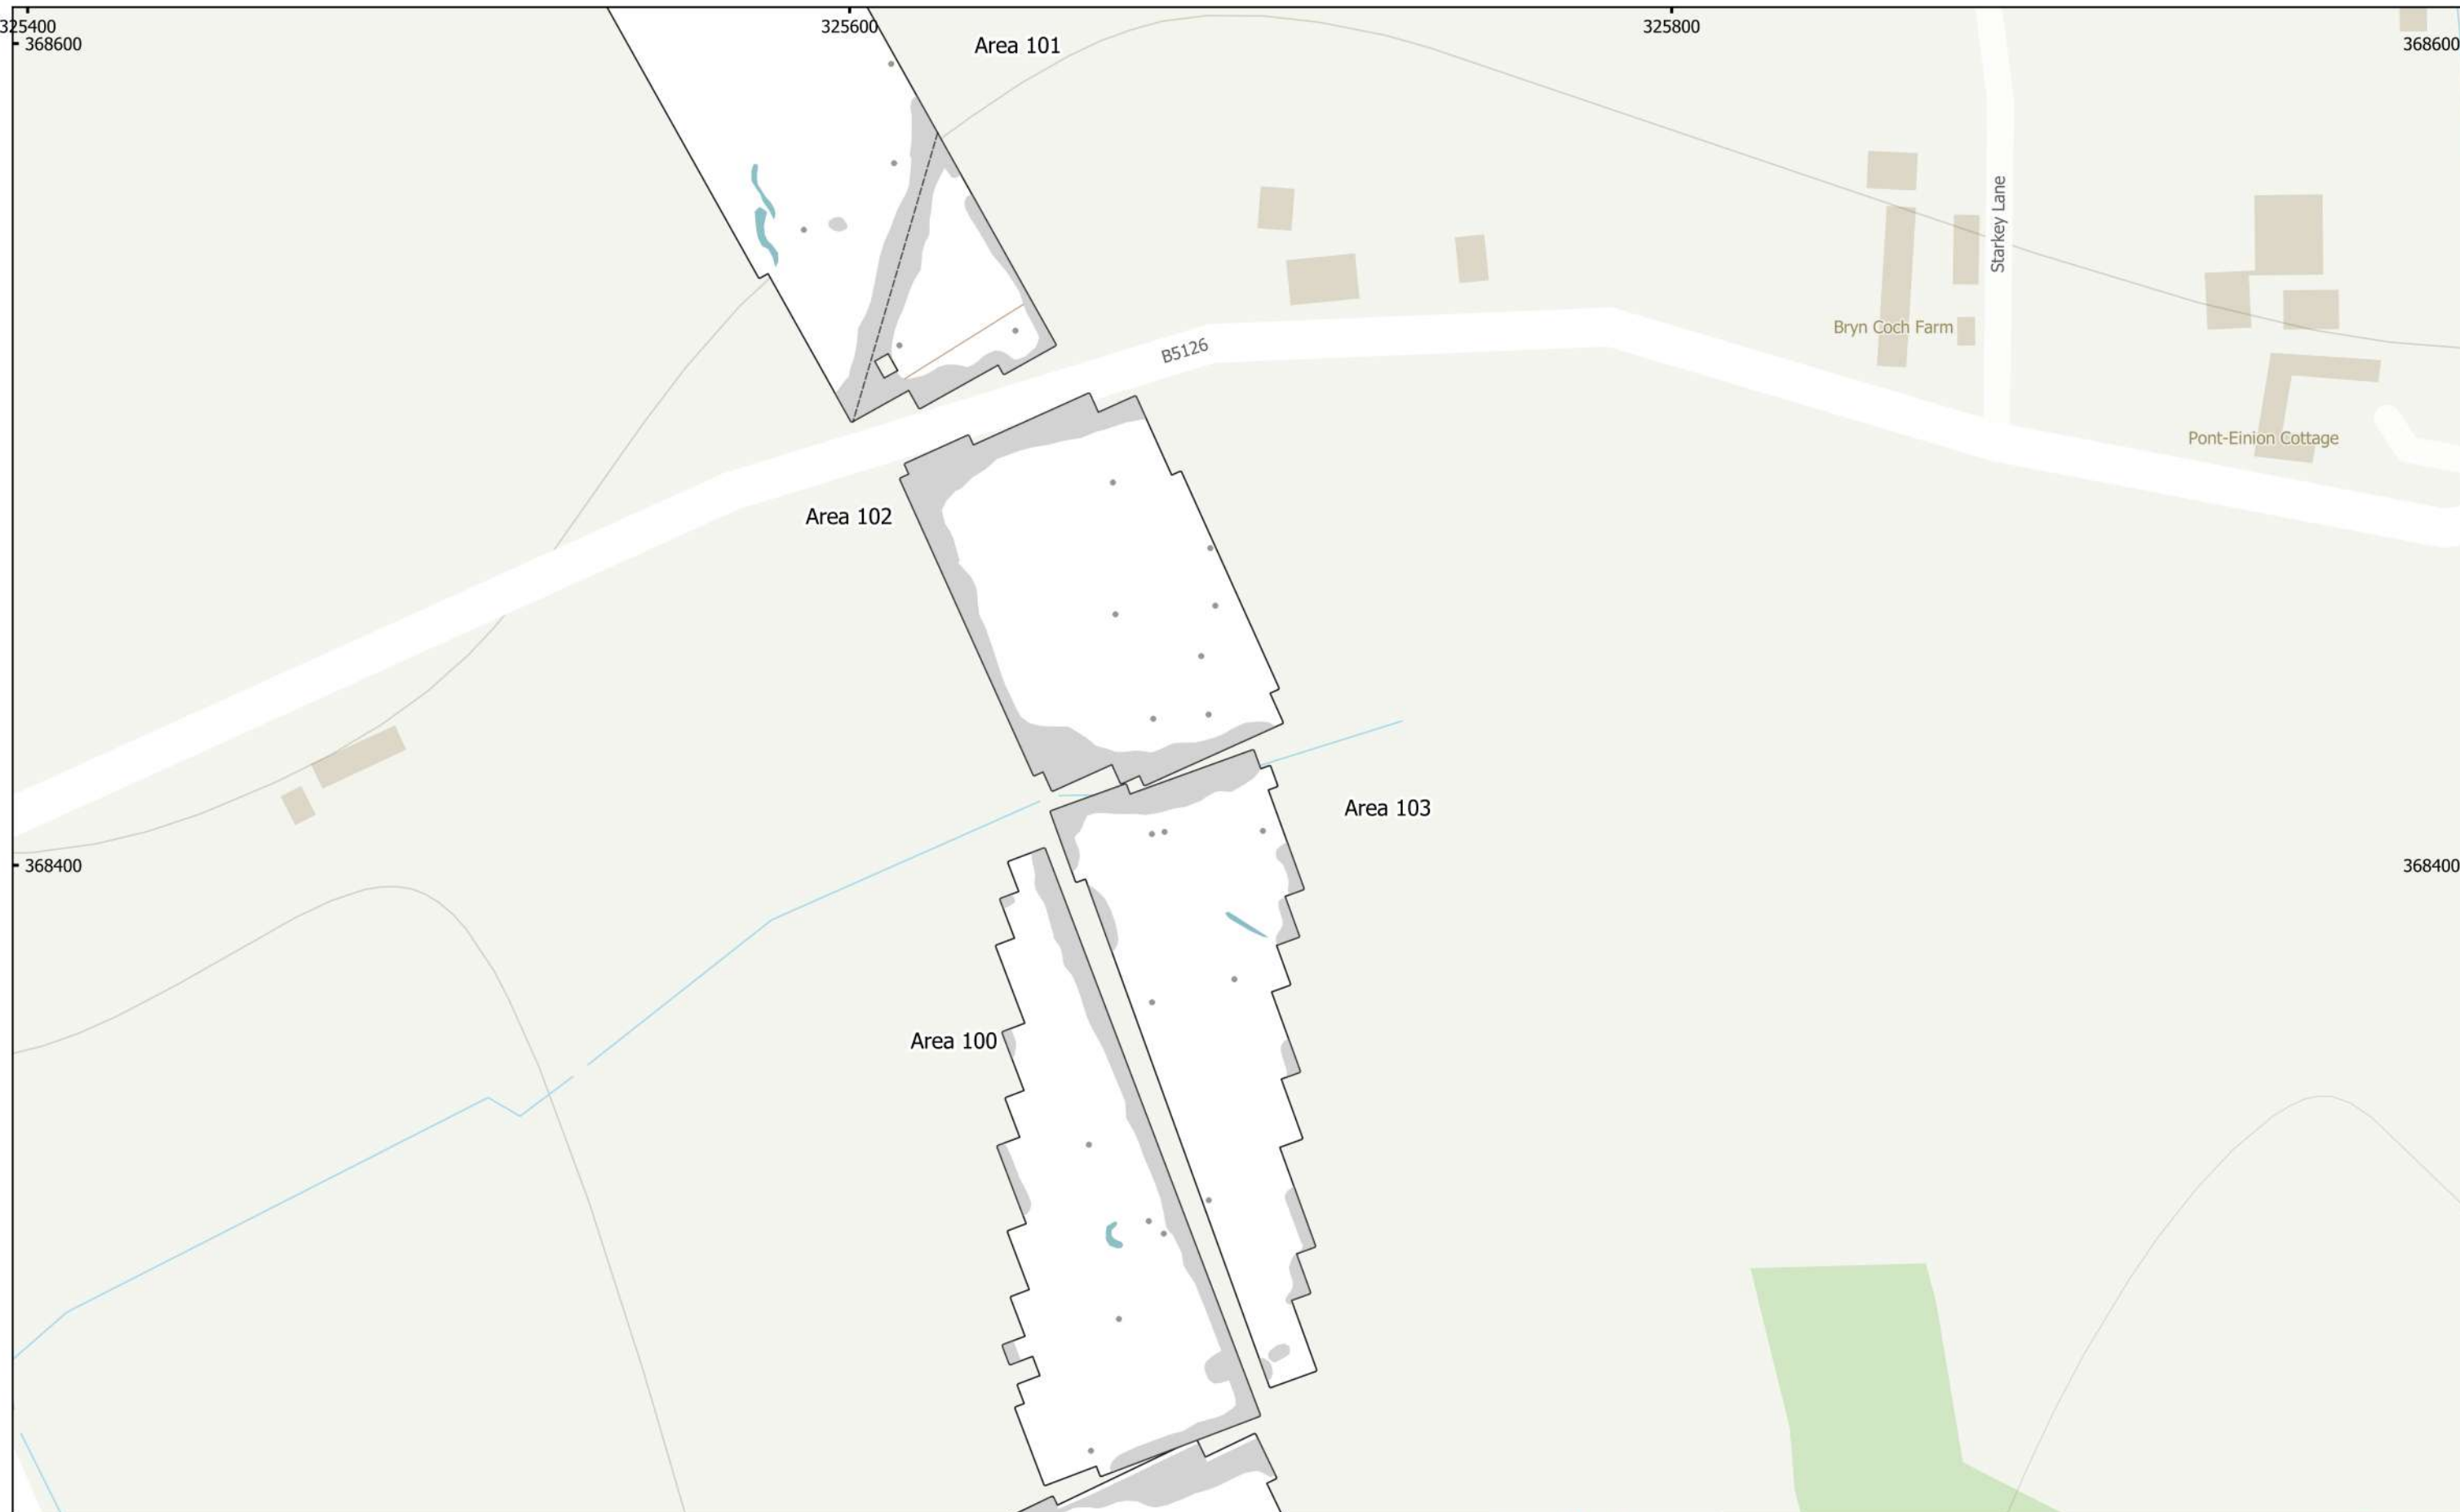 325400
325600
325800
368600
368600
Area 101
Starkey Lane
Bryn Coch Farm
B5126
Pont-Einion Cottage
Area 102
Area 103
368400
368400
Area 100